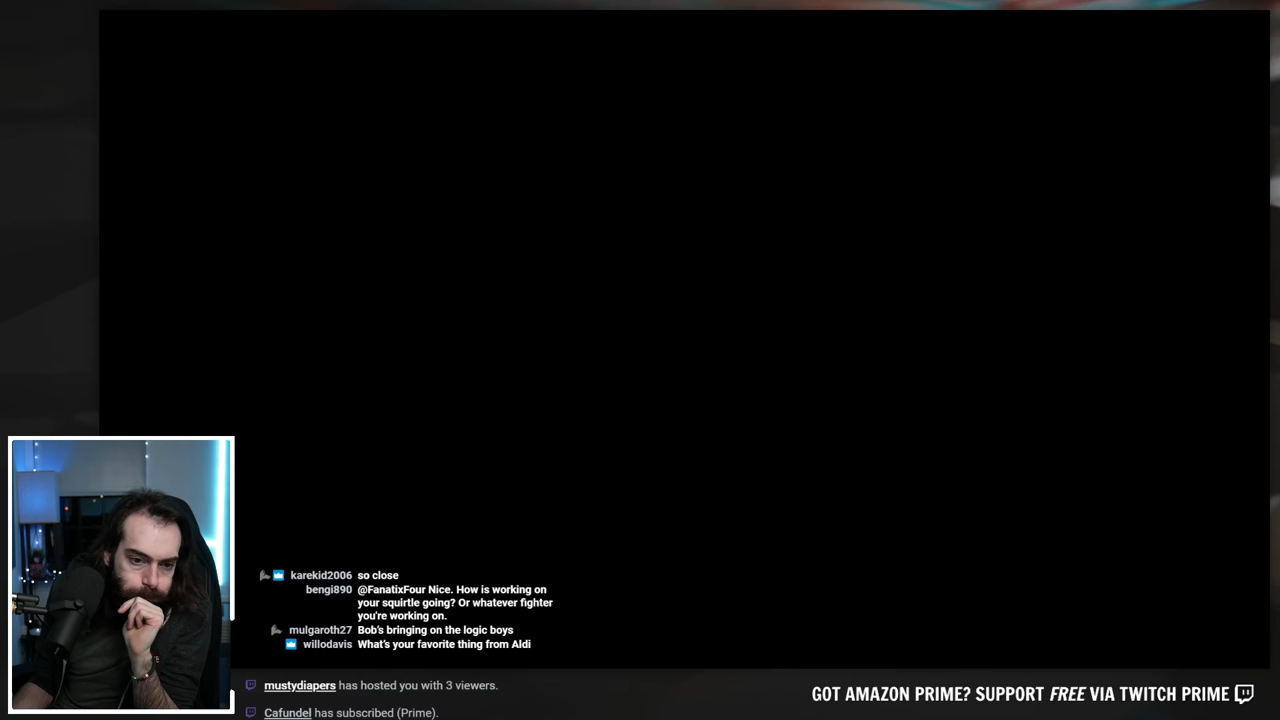 karekid2006 so close
bengi890 @FanatixFour Nice. How is working on
your squirtle going? Or whatever fighter
you're working on.
mulgaroth27 Bob's bringing on the logic boys
willodavis What's your favorite thing from Aldi
mustydiapers has hosted you with 3 viewers.
GOT AMAZON PRIME? SUPPORT FREE VIA TWITCH PRIME
Cafundel has subscribed (Prime).